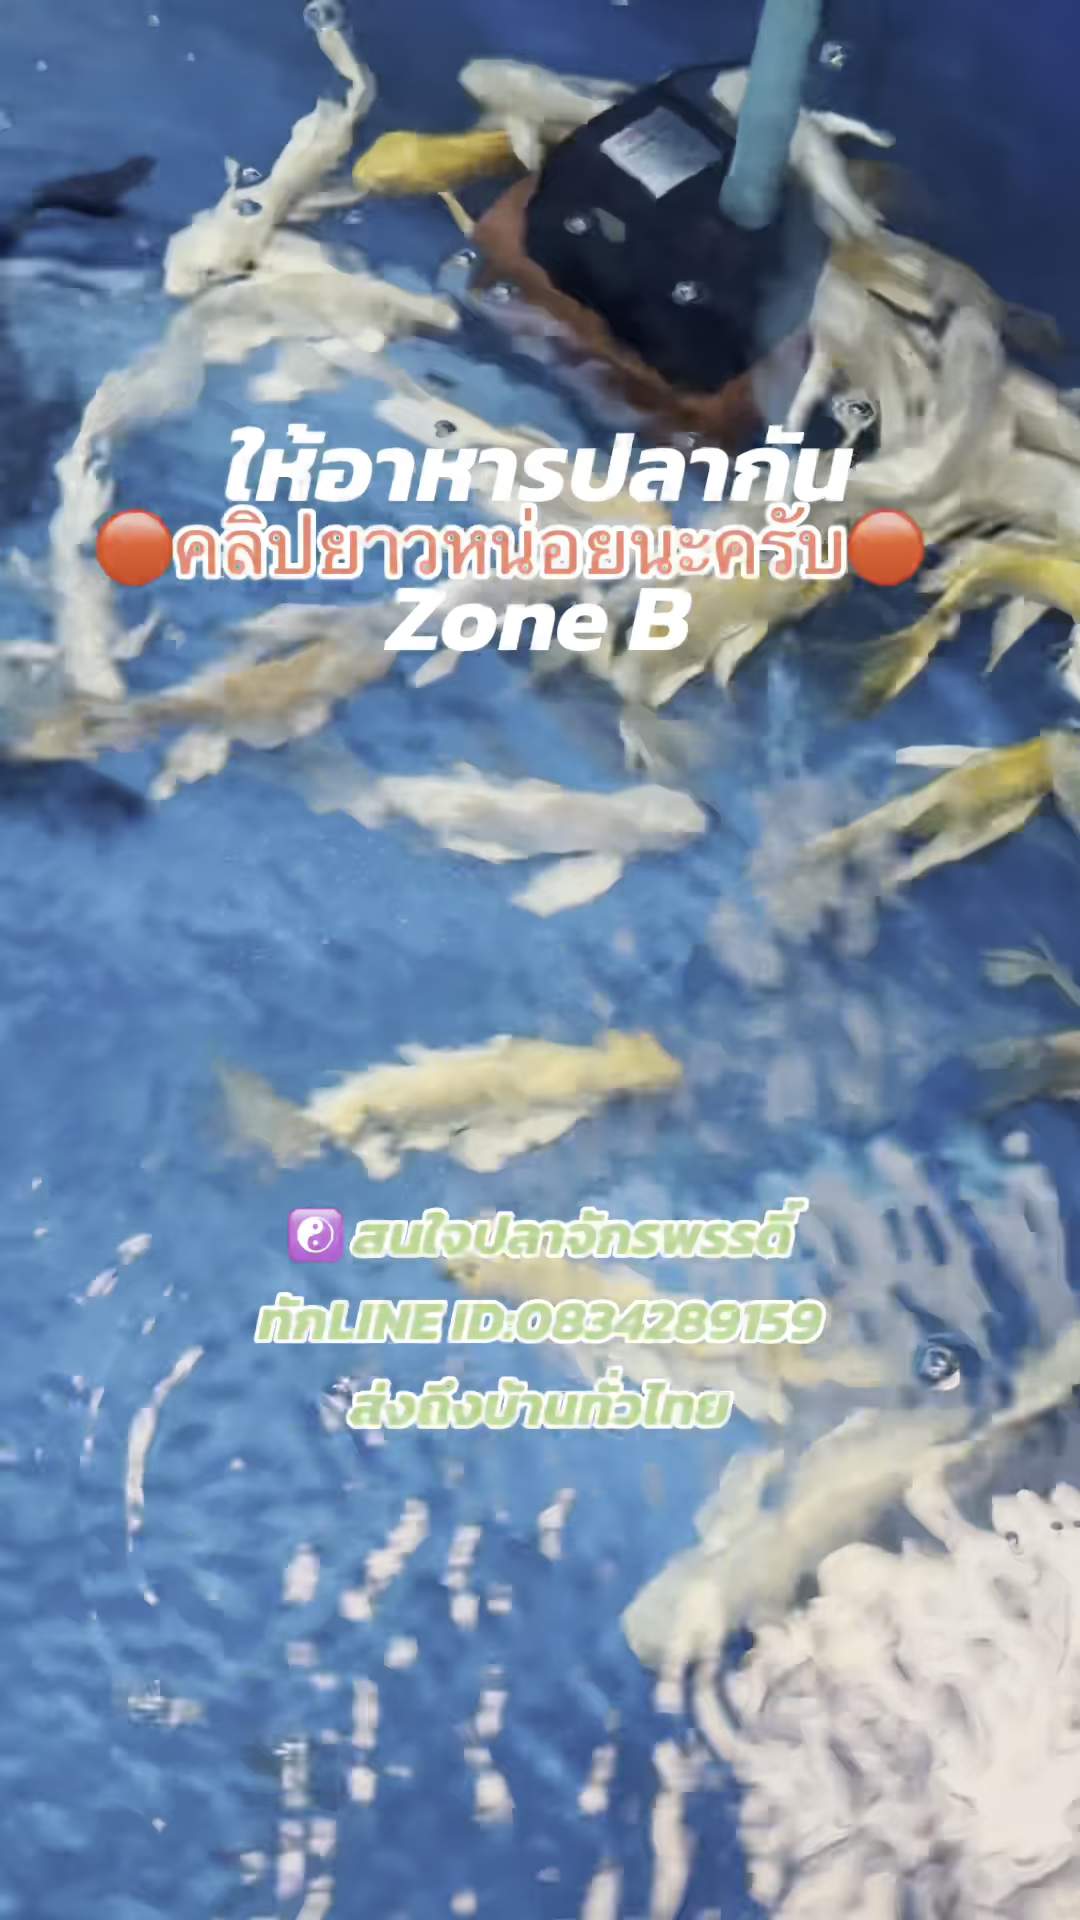 ให้อาหารปลากัน
🔴คลิปยาวหน่อยนะครับ🔴
Zone B
☯️สนใจปลาจักรพรรดิ์
ทักLINE ID:0834289159
ส่งถึงบ้านทั่วไทย